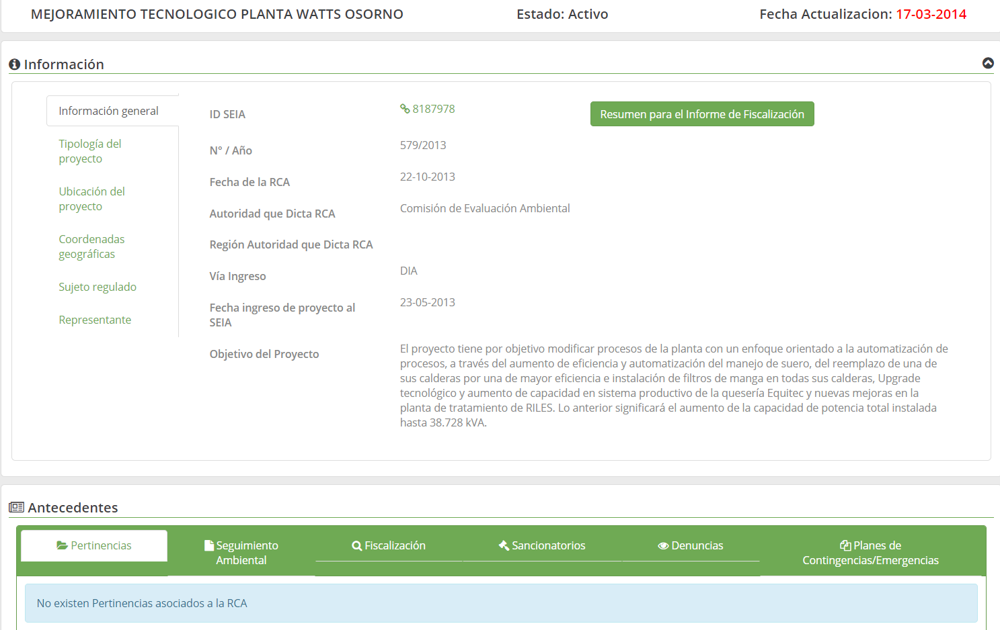 MEJORAMIENTO TECNOLOGICO PLANTA WATTS OSORNO
Estado: Activo
Fecha Actualizacion: 17-03-2014
Información
Información general
Tipología del
proyecto
Ubicación del
proyecto
Coordenadas
geográficas
Sujeto regulado
Representante
ID SEIA
8187978
Resumen para el Informe de Fiscalización
N° / Año
579/2013
Fecha de la RCA
22-10-2013
Autoridad que Dicta RCA
Comisión de Evaluación Ambiental
Región Autoridad que Dicta RCA
Vía Ingreso
DIA
Fecha ingreso de proyecto al
SEIA
23-05-2013
Objetivo del Proyecto
El proyecto tiene por objetivo modificar procesos de la planta con un enfoque orientado a la automatización de
procesos, a través del aumento de eficiencia y automatización del manejo de suero, del reemplazo de una de
sus calderas por una de mayor eficiencia e instalación de filtros de manga en todas sus calderas, Upgrade
tecnológico y aumento de capacidad en sistema productivo de la quesería Equitec y nuevas mejoras en la
planta de tratamiento de RILES. Lo anterior significará el aumento de la capacidad de potencia total instalada
hasta 38.728 kVA.
Antecedentes
Pertinencias
Seguimiento
Ambiental
Fiscalización
Sancionatorios
Denuncias
Planes de
Contingencias/Emergencias
No existen Pertinencias asociados a la RCA